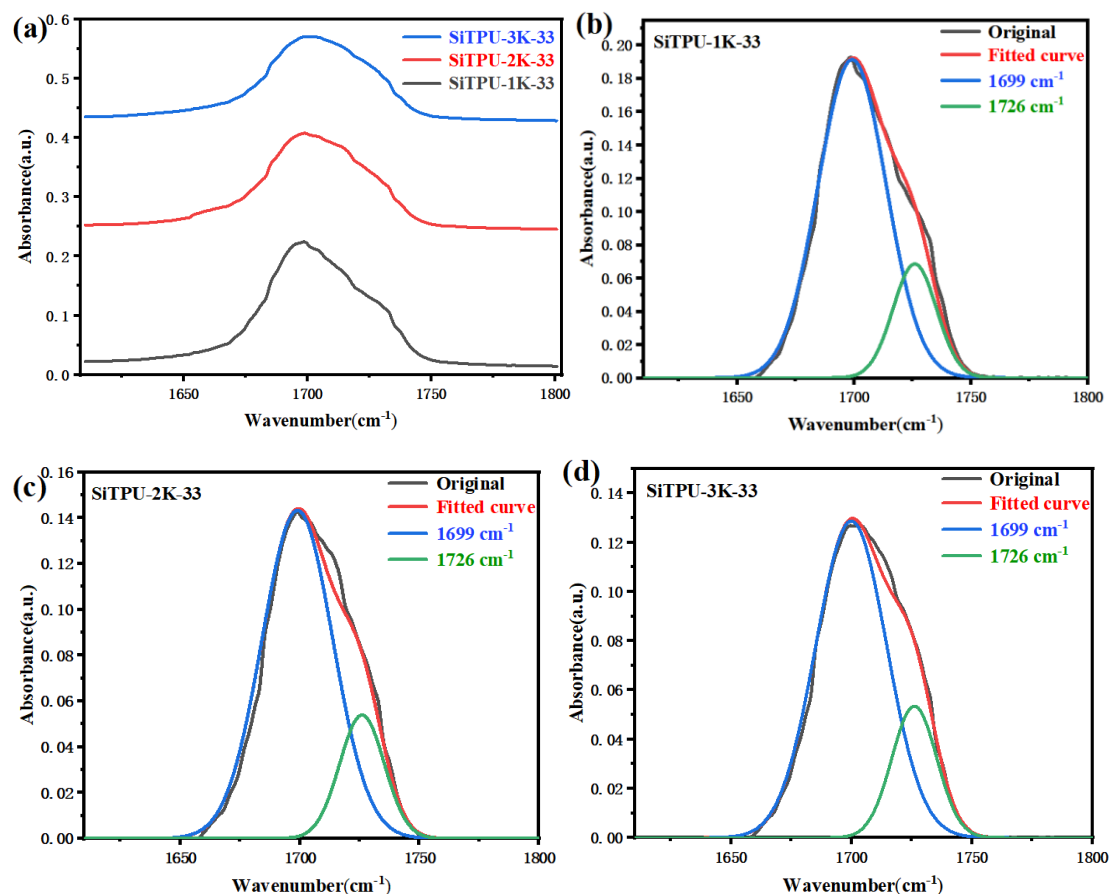 (a)
SiTPU-3K-33
SiTPU-2K-33
SiTPU-1K-33
0. 6
0. 5
0. 4
0. 3
0. 2
0. 1
0. 0
Absorbance(a.u.)
1650
1700
1750
1800
Wavenumber(cm⁻¹)
(b)
SiTPU-1K-33
Original
Fitted curve
1699 cm⁻¹
1726 cm⁻¹
0. 20
0. 18
0. 16
0. 14
0. 12
0. 10
0. 08
0. 06
0. 04
0. 02
0. 00
Absorbance(a.u.)
1650
1700
1750
1800
Wavenumber(cm⁻¹)
(c)
SiTPU-2K-33
Original
Fitted curve
1699 cm⁻¹
1726 cm⁻¹
0. 16
0. 14
0. 12
0. 10
0. 08
0. 06
0. 04
0. 02
0. 00
Absorbance(a.u.)
1650
1700
1750
1800
Wavenumber(cm⁻¹)
(d)
SiTPU-3K-33
Original
Fitted curve
1699 cm⁻¹
1726 cm⁻¹
0. 14
0. 12
0. 10
0. 08
0. 06
0. 04
0. 02
0. 00
Absorbance(a.u.)
1650
1700
1750
1800
Wavenumber(cm⁻¹)